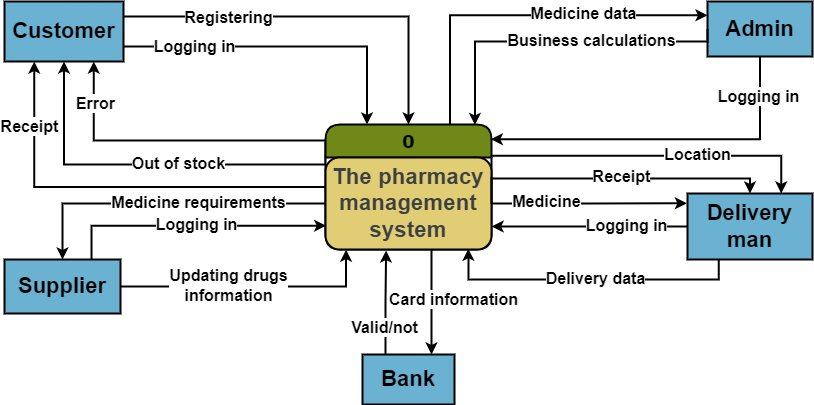 Customer
Registering
Logging in
Medicine data
Business calculations
Admin
Error
Logging in
Receipt
0
Out of stock
Location
The pharmacy
management
system
Receipt
Medicine requirements
Medicine
Logging in
Logging in
Delivery
man
Supplier
Updating drugs
information
Delivery data
Card information
Valid/not
Bank